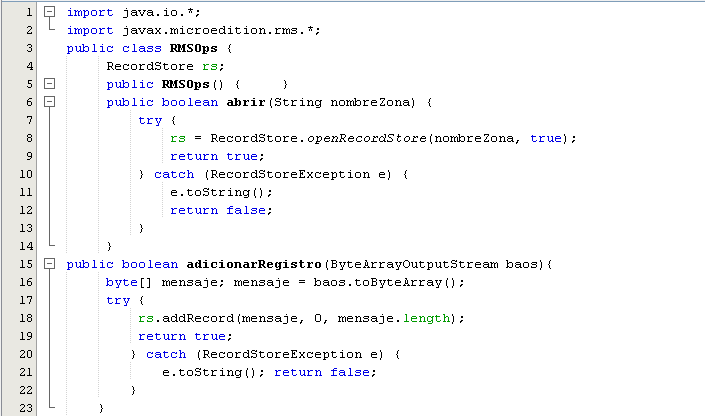 1 import java.io.*;
2 import javax.microedition.rms.*;
3 public class RMSOps {
4 RecordStore rs;
5 public RMSOps() { }
6 public boolean abrir(String nombreZona) {
7 try {
8 rs = RecordStore.openRecordStore(nombreZona, true);
9 return true;
10 } catch (RecordStoreException e) {
11 e.toString();
12 return false;
13 }
14 }
15 public boolean adicionarRegistro(ByteArrayOutputStream baos){
16 byte[] mensaje; mensaje = baos.toByteArray();
17 try {
18 rs.addRecord(mensaje, 0, mensaje.length);
19 return true;
20 } catch (RecordStoreException e) {
21 e.toString(); return false;
22 }
23 }